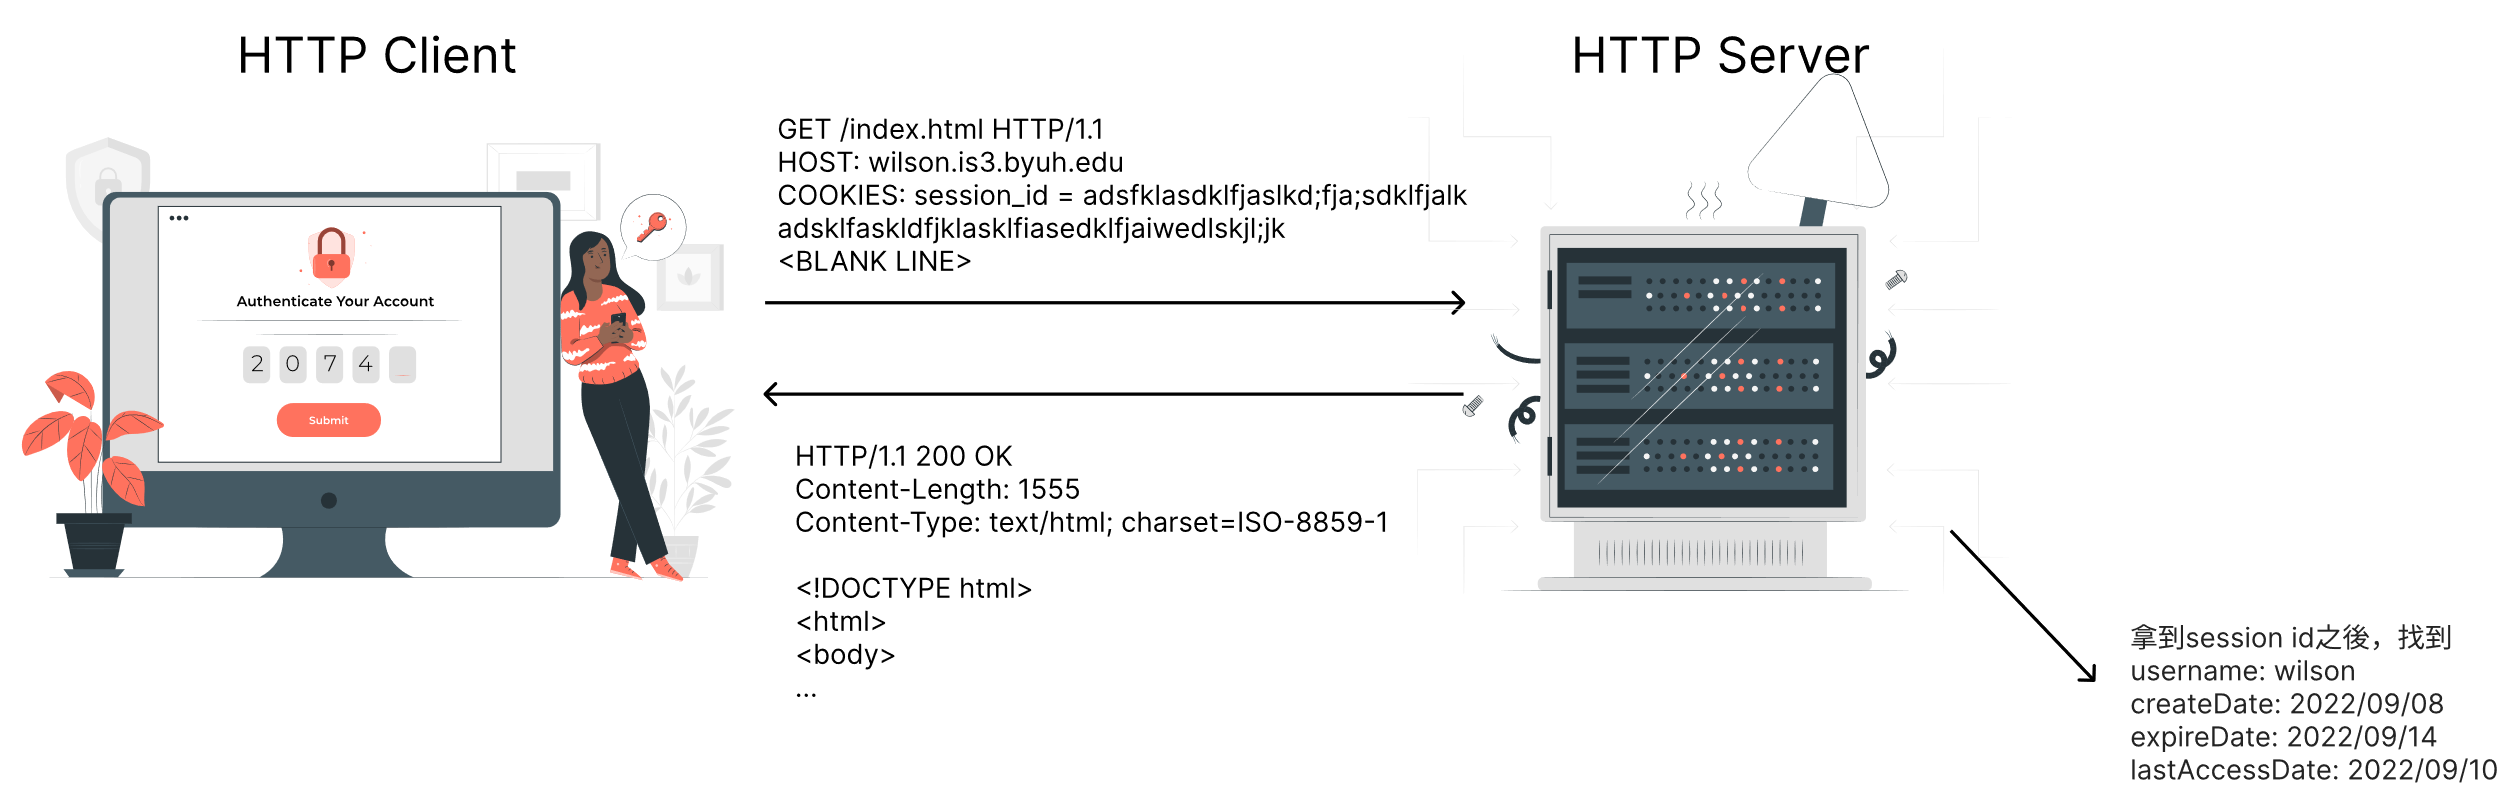 HTTP Client
HTTP Server
GET /index.html HTTP/1.1
HOST: wilson.is3.byuh.edu
COOKIES: session_id = adsfklasdklfjaslkd;fja;sdklfjalk
adsklfaskldfjklasklfiasedklfjaiwedlskjl;jk
<BLANK LINE>
Authenticate Your Account
2 0 7 4
Submit
HTTP/1.1 200 OK
Content-Length: 1555
Content-Type: text/html; charset=ISO-8859-1
<!DOCTYPE html>
<html>
<body>
...
拿到session id之後，找到
username: wilson
createDate: 2022/09/08
expireDate: 2022/09/14
lastAccessDate: 2022/09/10